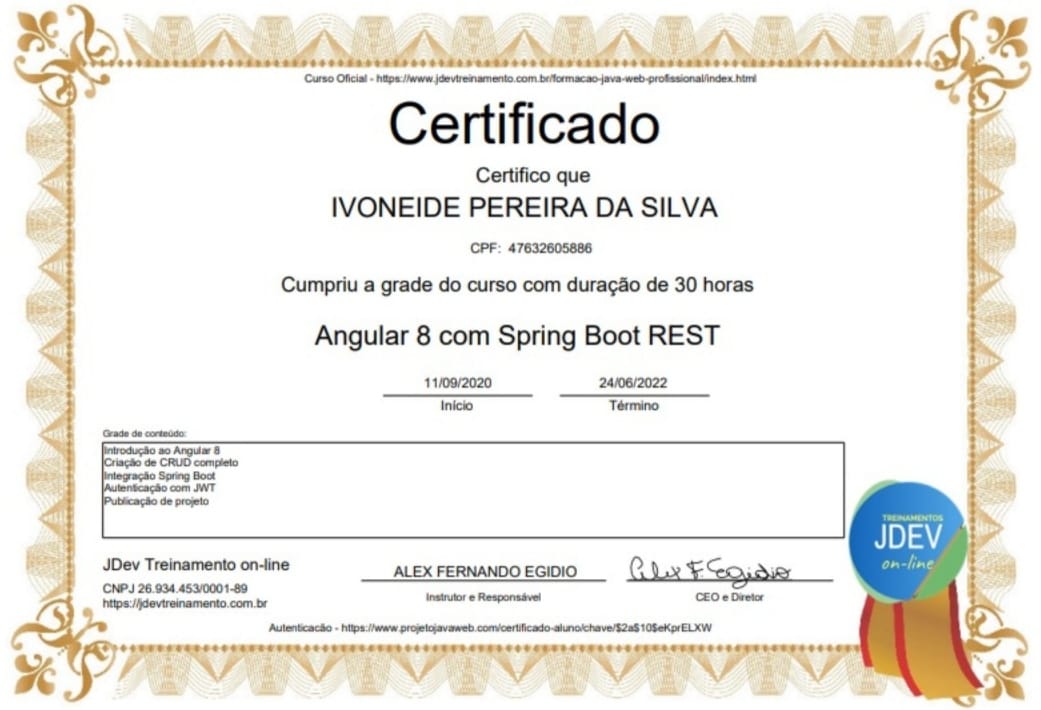 Curso Oficial - https://www.jdevtreinamento.com.br/formacao-java-web-profissional/index.html
Certificado
Certifico que
IVONEIDE PEREIRA DA SILVA
CPF: 47632605886
Cumpriu a grade do curso com duração de 30 horas
Angular 8 com Spring Boot REST
11/09/2020
Início
24/06/2022
Término
Grade de conteúdo:
Introdução ao Angular 8
Criação de CRUD completo
Integração Spring Boot
Autenticação com JWT
Publicação de projeto
TREINAMENTOS
JDEV
on-line
JDev Treinamento on-line
CNPJ 26.934.453/0001-89
https://jdevtreinamento.com.br
ALEX FERNANDO EGIDIO
Instrutor e Responsável
Alex F. Egidio
CEO e Diretor
Autenticacão - https://www.projetojavaweb.com/certificado-aluno/chave/$2a$10$eKprELXW